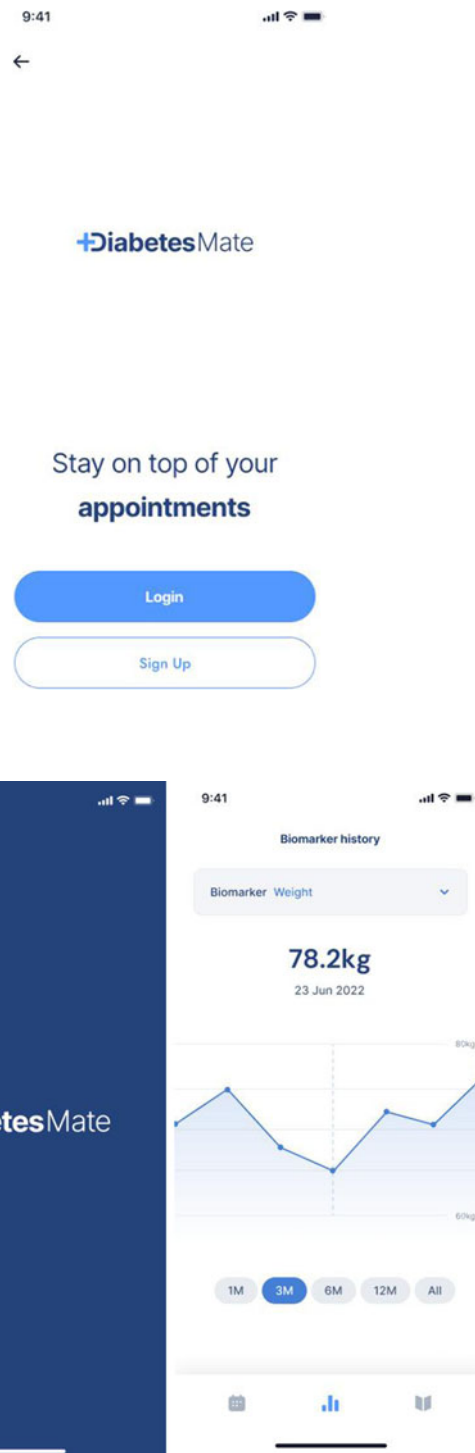 9:41
DiabetesMate
Stay on top of your
appointments
Login
Sign Up
tesMate
9:41
Biomarker history
Biomarker Weight
78.2kg
23 Jun 2022
80kg
60kg
1M 3M 6M 12M All